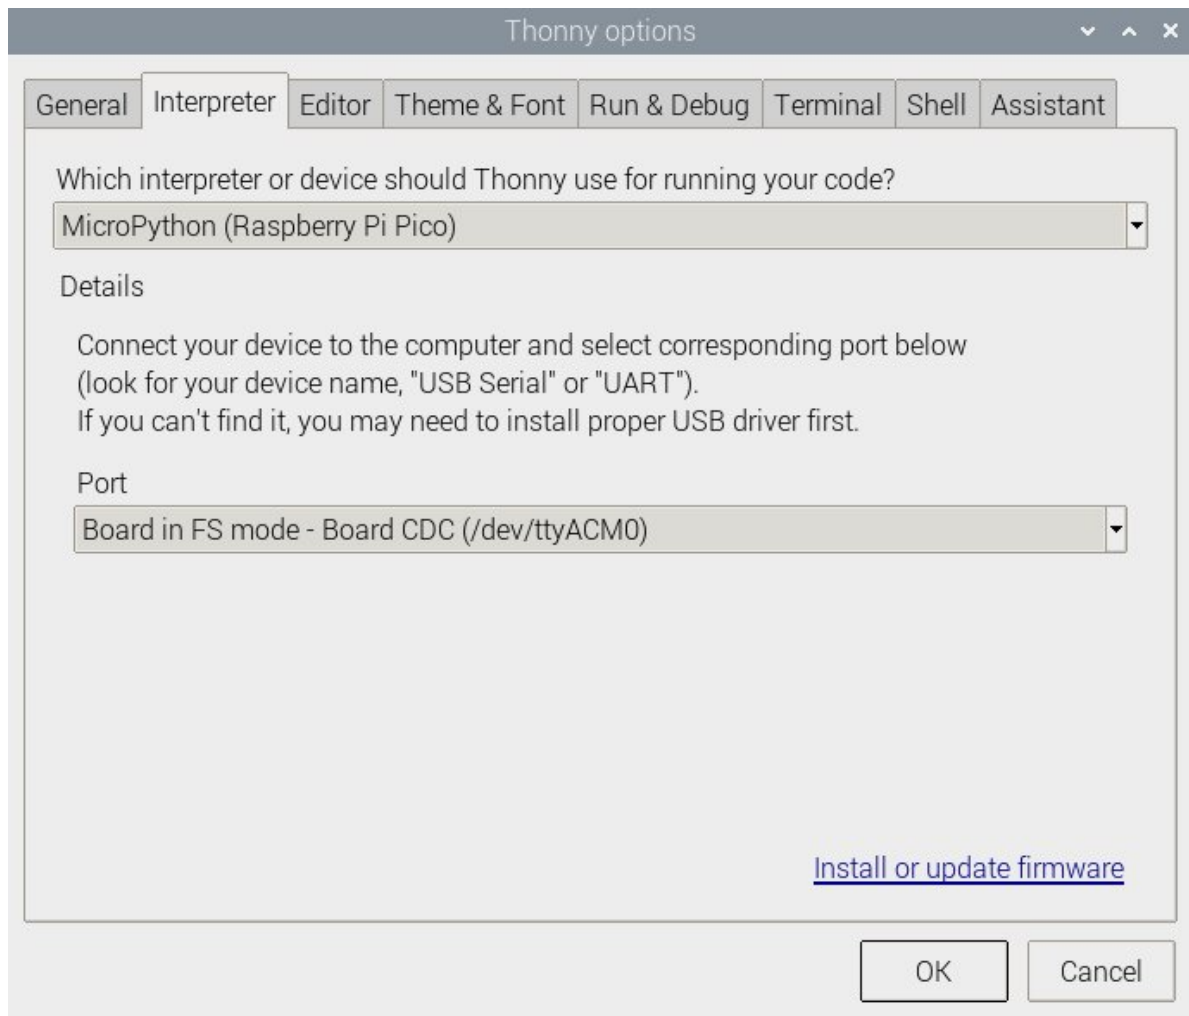 Thonny options
General Interpreter Editor Theme & Font Run & Debug Terminal Shell Assistant
Which interpreter or device should Thonny use for running your code?
MicroPython (Raspberry Pi Pico)
Details
Connect your device to the computer and select corresponding port below
(look for your device name, "USB Serial" or "UART").
If you can't find it, you may need to install proper USB driver first.
Port
Board in FS mode - Board CDC (/dev/ttyACM0)
Install or update firmware
OK Cancel